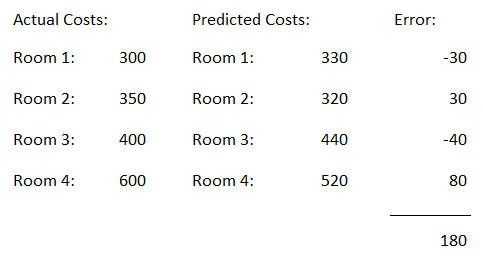 Actual Costs: Predicted Costs: Error:
Room 1: 300 Room 1: 330 -30
Room 2: 350 Room 2: 320 30
Room 3: 400 Room 3: 440 -40
Room 4: 600 Room 4: 520 80
180